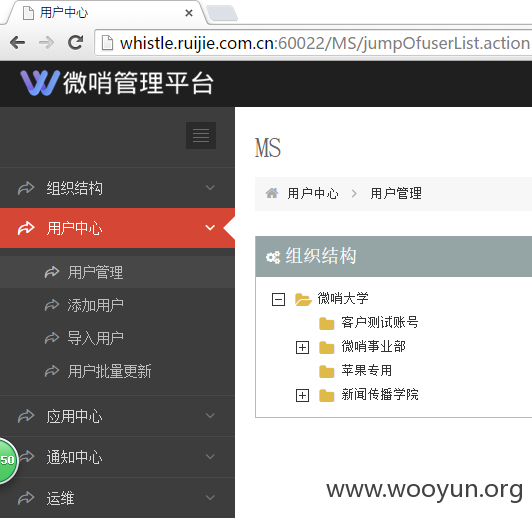 用户中心
whistle.ruijie.com.cn:60022/MS/jumpOfuserList.action
微哨管理平台
MS
组织结构
用户中心 用户管理
用户中心
组织结构
用户管理
微哨大学
添加用户
客户测试账号
导入用户
微哨事业部
用户批量更新
苹果专用
新闻传播学院
应用中心
50
通知中心
运维
www.wooyun.org